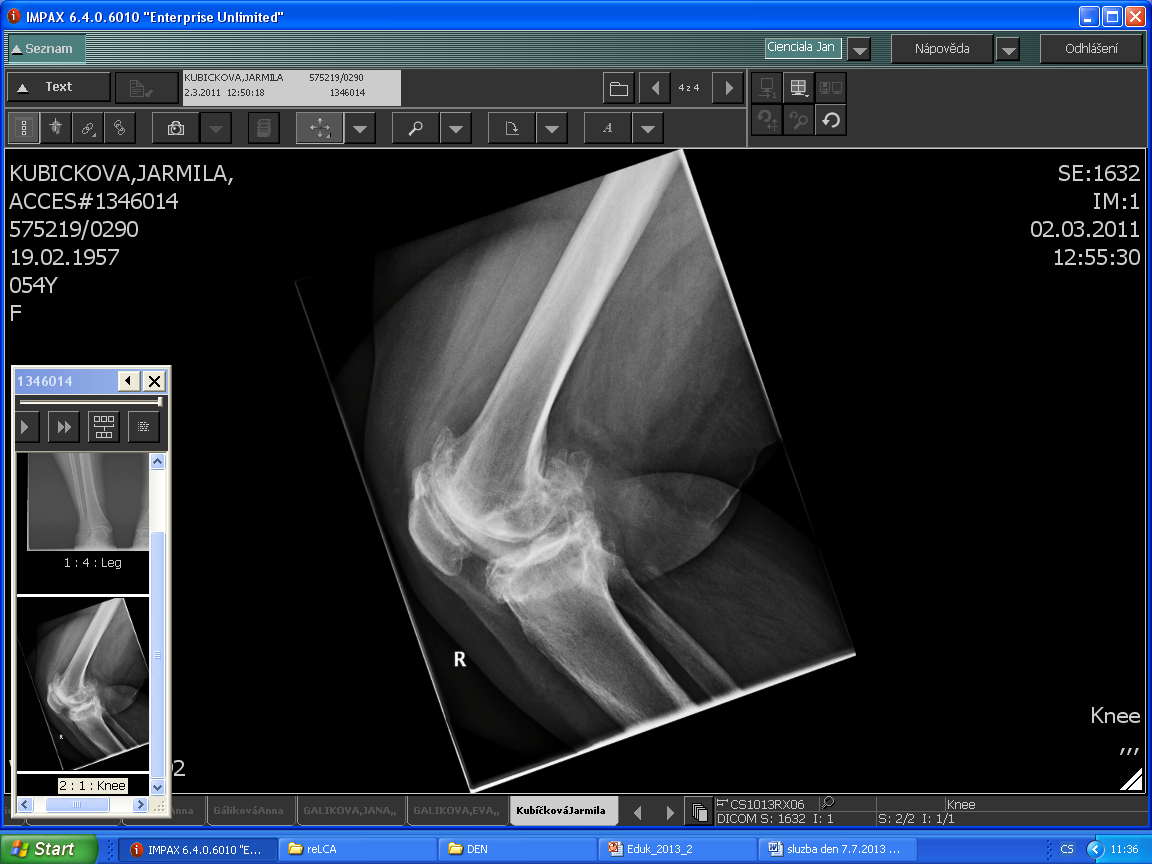 IMPAX 6.4.0.6010 "Enterprise Unlimited"
Seznam
Cienciala Jan
Nápověda
Odhlášení
Text
KUBICKOVA,JARMILA 575219/0290
2.3.2011 12:50:18 1346014
4 z 4
A
KUBICKOVA,JARMILA,
ACCES#1346014
575219/0290
19.02.1957
054Y
F
SE:1632
IM:1
02.03.2011
12:55:30
1346014
1 : 4 : Leg
R
2 : 1 : Knee
R
Knee
,,,
2
GálikováAnna
GALIKOVA,JANA,,
GALIKOVA,EVA,,
KubíčkováJarmila
CS1013RX06
Knee
DICOM S: 1632 I: 1
S: 2/2 I: 1/1
Start
IMPAX 6.4.0.6010 "E...
reLCA
DEN
Eduk_2013_2
sluzba den 7.7.2013 ...
CS
11:36